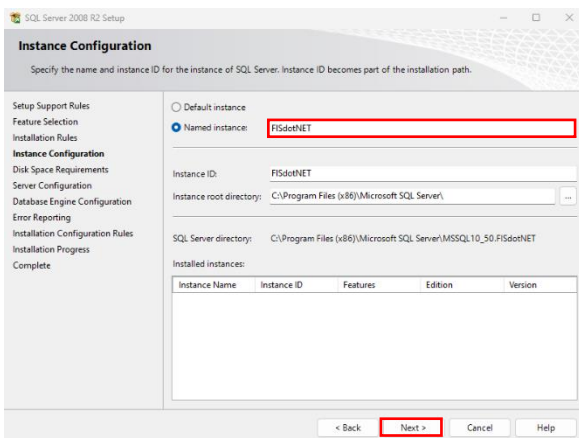 SQL Server 2008 R2 Setup
Instance Configuration
Specify the name and instance ID for the instance of SQL Server. Instance ID becomes part of the installation path.
Setup Support Rules
Feature Selection
Installation Rules
Instance Configuration
Disk Space Requirements
Server Configuration
Database Engine Configuration
Error Reporting
Installation Configuration Rules
Installation Progress
Complete
Default instance
Named instance: FISdotNET
Instance ID: FISdotNET
Instance root directory: C:\Program Files (x86)\Microsoft SQL Server\ ...
SQL Server directory: C:\Program Files (x86)\Microsoft SQL Server\MSSQL10_50.FISdotNET
Installed instances:
Instance Name Instance ID Features Edition Version
< Back Next > Cancel Help